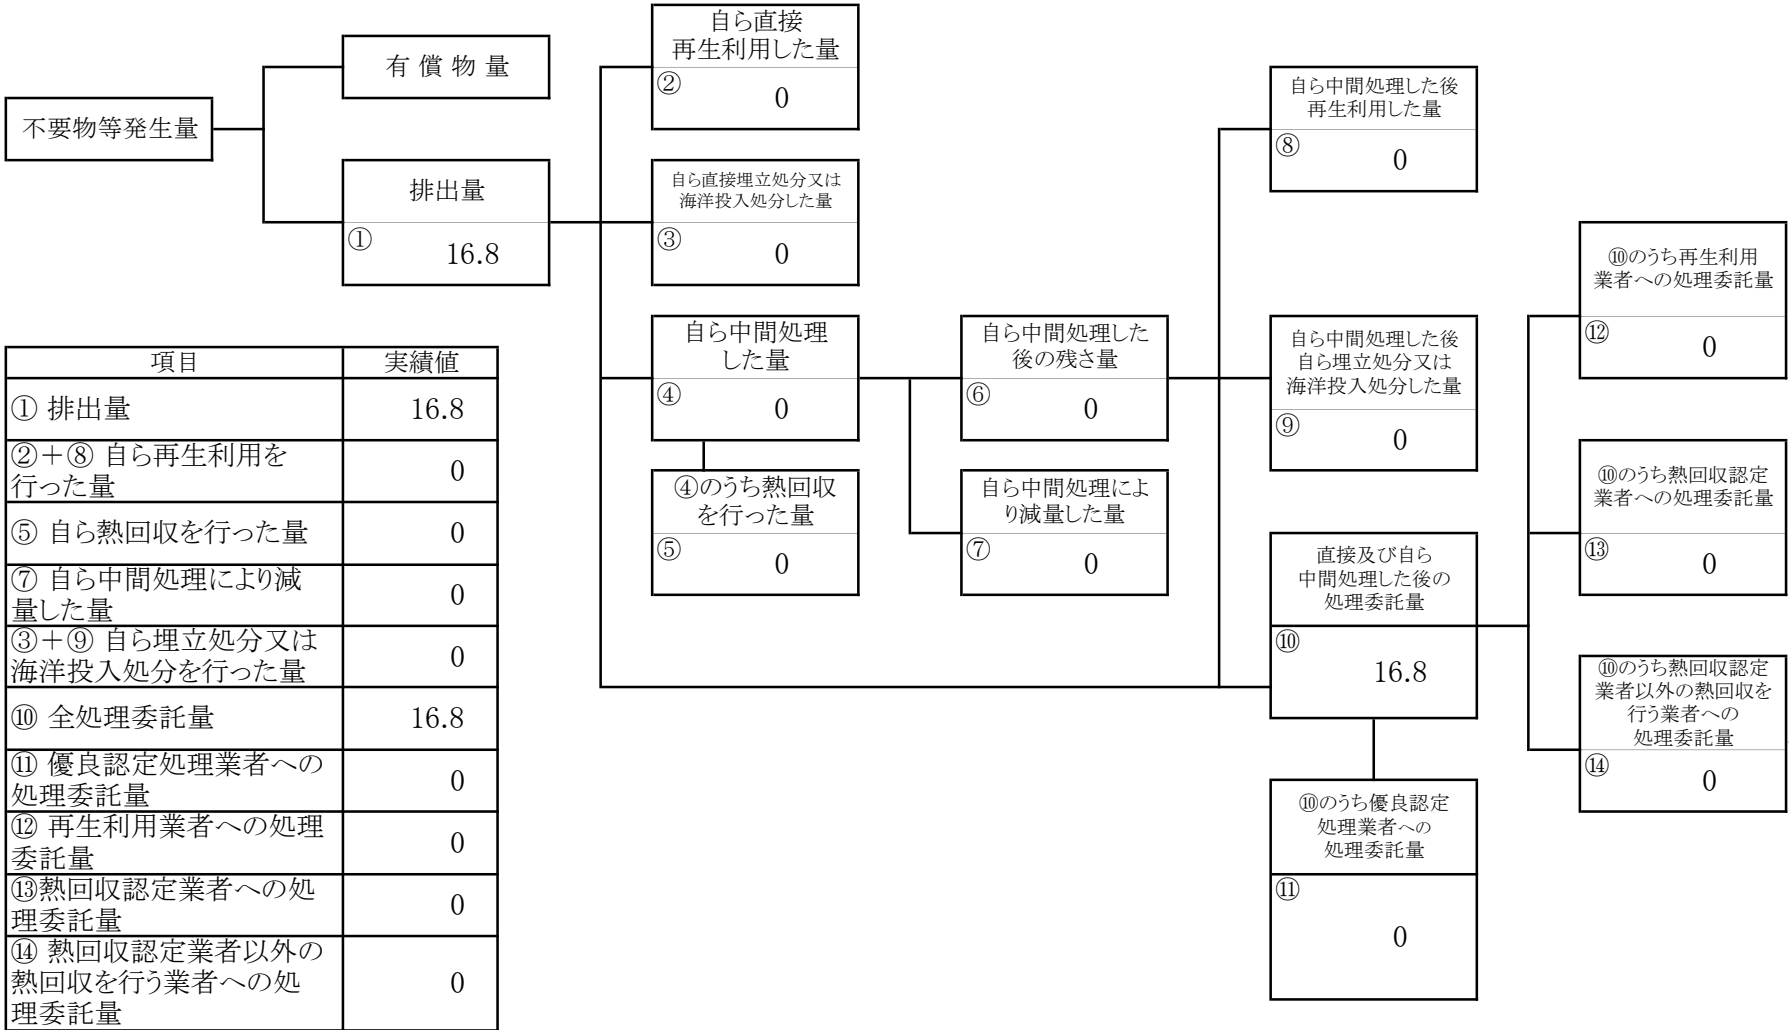 不要物等発生量
有 償 物 量
排出量
①
16.8
自ら直接
再生利用した量
②
0
自ら直接埋立処分又は
海洋投入処分した量
③
0
自ら中間処理
した量
④
0
④のうち熱回収
を行った量
⑤
0
自ら中間処理した
後の残さ量
⑥
0
自ら中間処理によ
り減量した量
⑦
0
自ら中間処理した後
再生利用した量
⑧
0
自ら中間処理した後
自ら埋立処分又は
海洋投入処分した量
⑨
0
直接及び自ら
中間処理した後の
処理委託量
⑩
16.8
⑩のうち優良認定
処理業者への
処理委託量
⑪
0
⑩のうち再生利用
業者への処理委託量
⑫
0
⑩のうち熱回収認定
業者への処理委託量
⑬
0
⑩のうち熱回収認定
業者以外の熱回収を
行う業者への
処理委託量
⑭
0
項目 実績値
① 排出量 16.8
②＋⑧ 自ら再生利用を
行った量 0
⑤ 自ら熱回収を行った量 0
⑦ 自ら中間処理により減
量した量 0
③＋⑨ 自ら埋立処分又は
海洋投入処分を行った量 0
⑩ 全処理委託量 16.8
⑪ 優良認定処理業者への
処理委託量 0
⑫ 再生利用業者への処理
委託量 0
⑬熱回収認定業者への処
理委託量 0
⑭ 熱回収認定業者以外の
熱回収を行う業者への処
理委託量 0